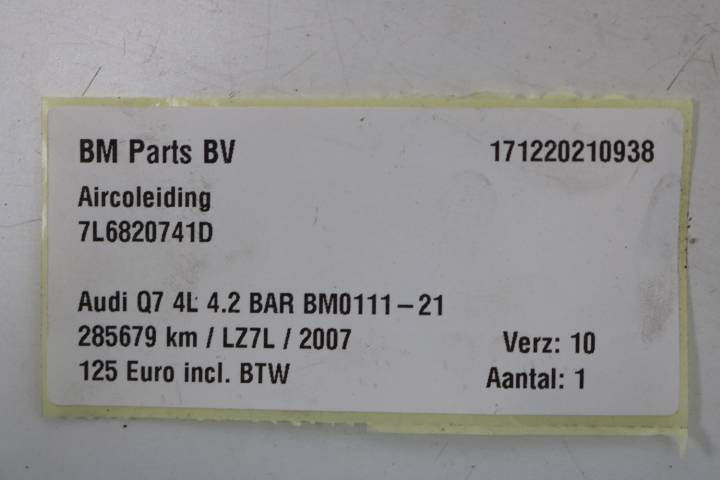 BM Parts BV 171220210938
Aircoleiding
7L6820741D
Audi Q7 4L 4.2 BAR BM0111-21
285679 km / LZ7L / 2007 Verz: 10
125 Euro incl. BTW Aantal: 1